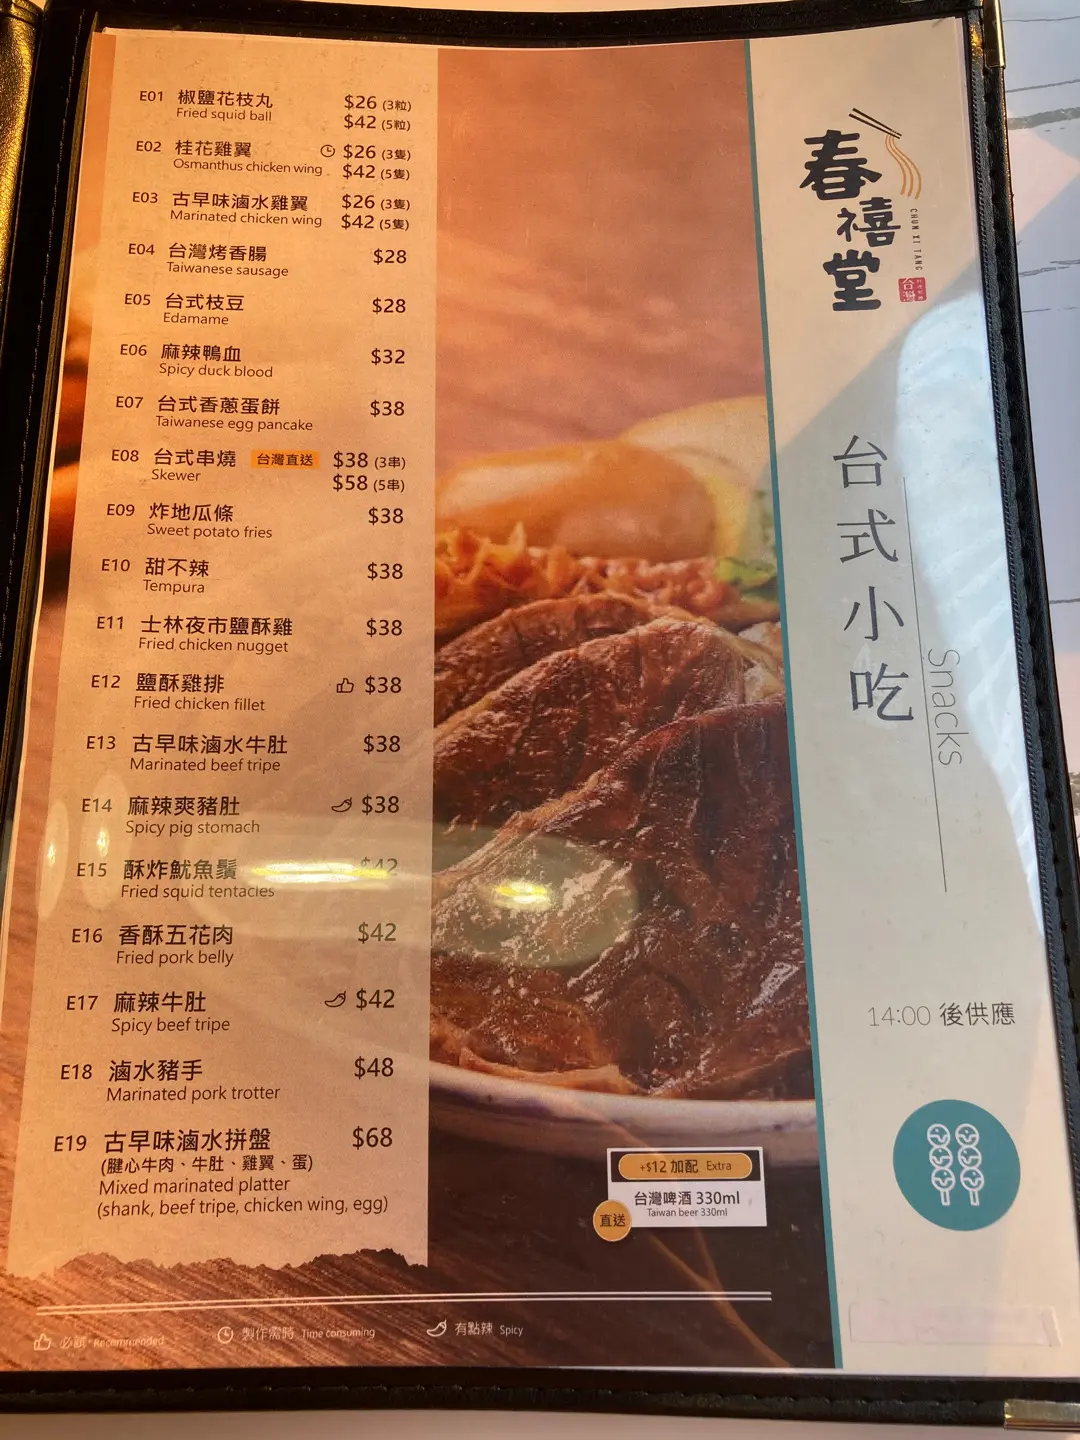 E01 椒鹽花枝丸 $26 (3粒)
Fried squid ball $42 (5粒)
E02 桂花雞翼 $26 (3隻)
Osmanthus chicken wing $42 (5隻)
E03 古早味滷水雞翼 $26 (3隻)
Marinated chicken wing $42 (5隻)
E04 台灣烤香腸 $28
Taiwanese sausage
E05 台式枝豆 $28
Edamame
E06 麻辣鴨血 $32
Spicy duck blood
E07 台式香蔥蛋餅 $38
Taiwanese egg pancake
E08 台式串燒 台灣直送 $38 (3串)
Skewer $58 (5串)
E09 炸地瓜條 $38
Sweet potato fries
E10 甜不辣 $38
Tempura
E11 士林夜市鹽酥雞 $38
Fried chicken nugget
E12 鹽酥雞排 $38
Fried chicken fillet
E13 古早味滷水牛肚 $38
Marinated beef tripe
E14 麻辣爽豬肚 $38
Spicy pig stomach
E15 酥炸魷魚鬚 $42
Fried squid tentacles
E16 香酥五花肉 $42
Fried pork belly
E17 麻辣牛肚 $42
Spicy beef tripe
E18 滷水豬手 $48
Marinated pork trotter
E19 古早味滷水拼盤 $68
(腱心牛肉、牛肚、雞翼、蛋)
Mixed marinated platter
(shank, beef tripe, chicken wing, egg)
+$12 加配 Extra
台灣啤酒 330ml
Taiwan beer 330ml
直送
必試 Recommended
製作需時 Time consuming
有點辣 Spicy
春禧堂
CHUN XI TANG
台灣
台式小吃
Snacks
14:00 後供應